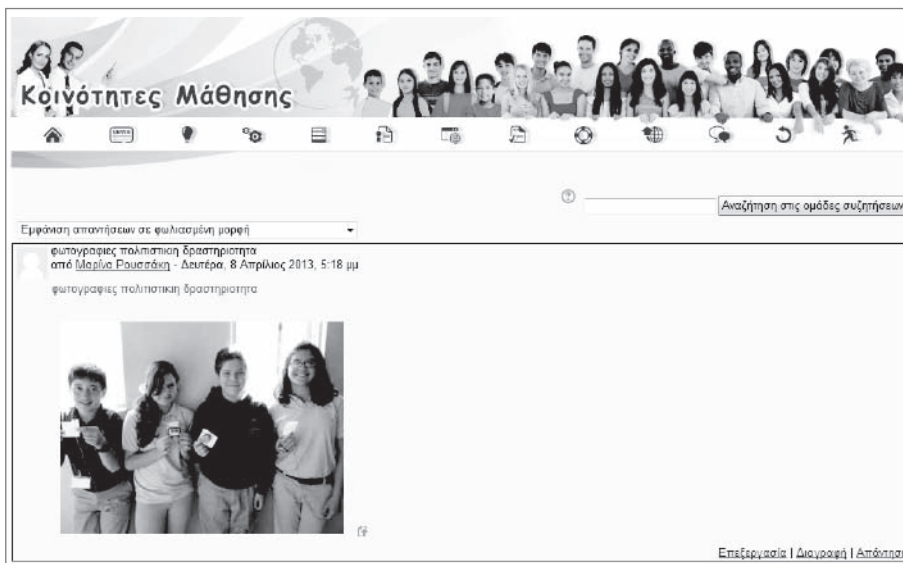 Κοινότητες Μάθησης
Αναζήτηση στις ομάδες συζητήσεων
Εμφάνιση απαντήσεων σε φωλιασμένη μορφή
φωτογραφιες πολιτιστικη δραστηριοτητα
από Μαρίνα Ρουσσάκη - Δευτέρα, 8 Απρίλιος 2013, 5:18 μμ
φωτογραφιες πολιτιστικη δραστηριοτητα
Επεξεργασία | Διαγραφή | Απάντηση